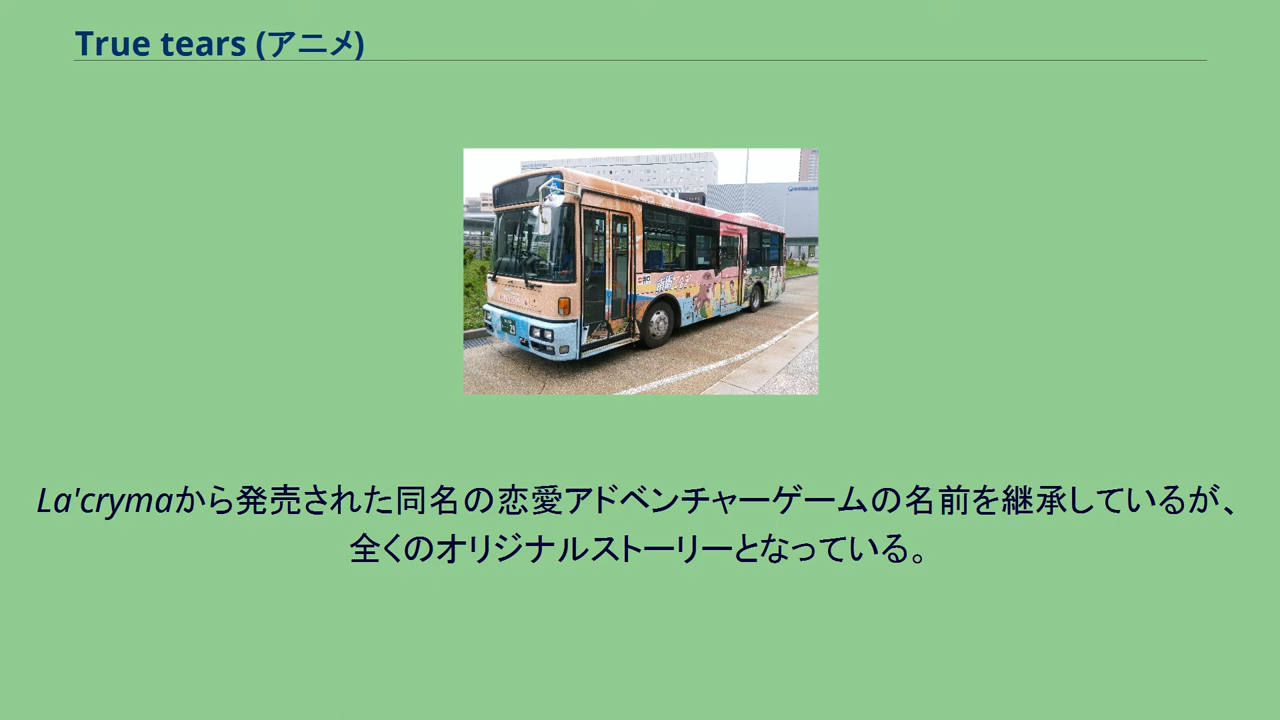 True tears (アニメ)
La'crymaから発売された同名の恋愛アドベンチャーゲームの名前を継承しているが、
全くのオリジナルストーリーとなっている。